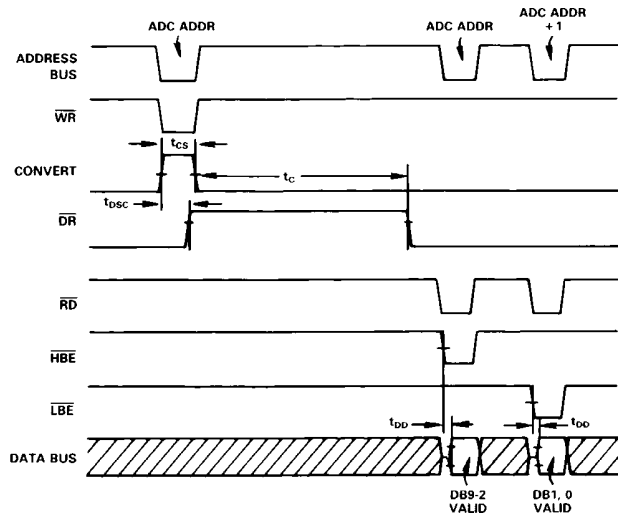 ADC ADDR
ADC ADDR
ADC ADDR
+ 1
ADDRESS
BUS
WR
tCS
CONVERT
tC
tDSC
DR
RD
HBE
LBE
tDD
tDD
DATA BUS
DB9-2
VALID
DB1, 0
VALID